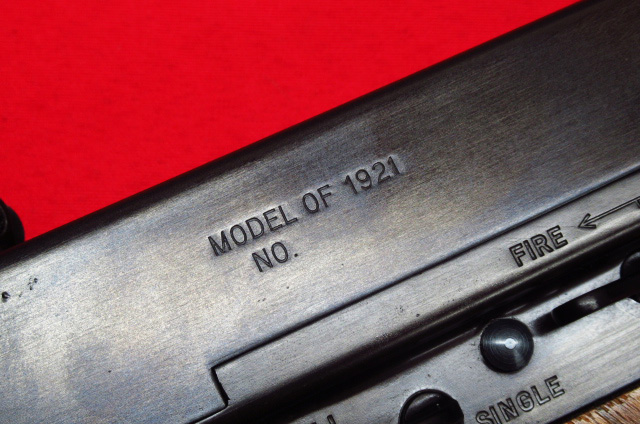 MODEL OF 1921
NO.
FIRE
SINGLE